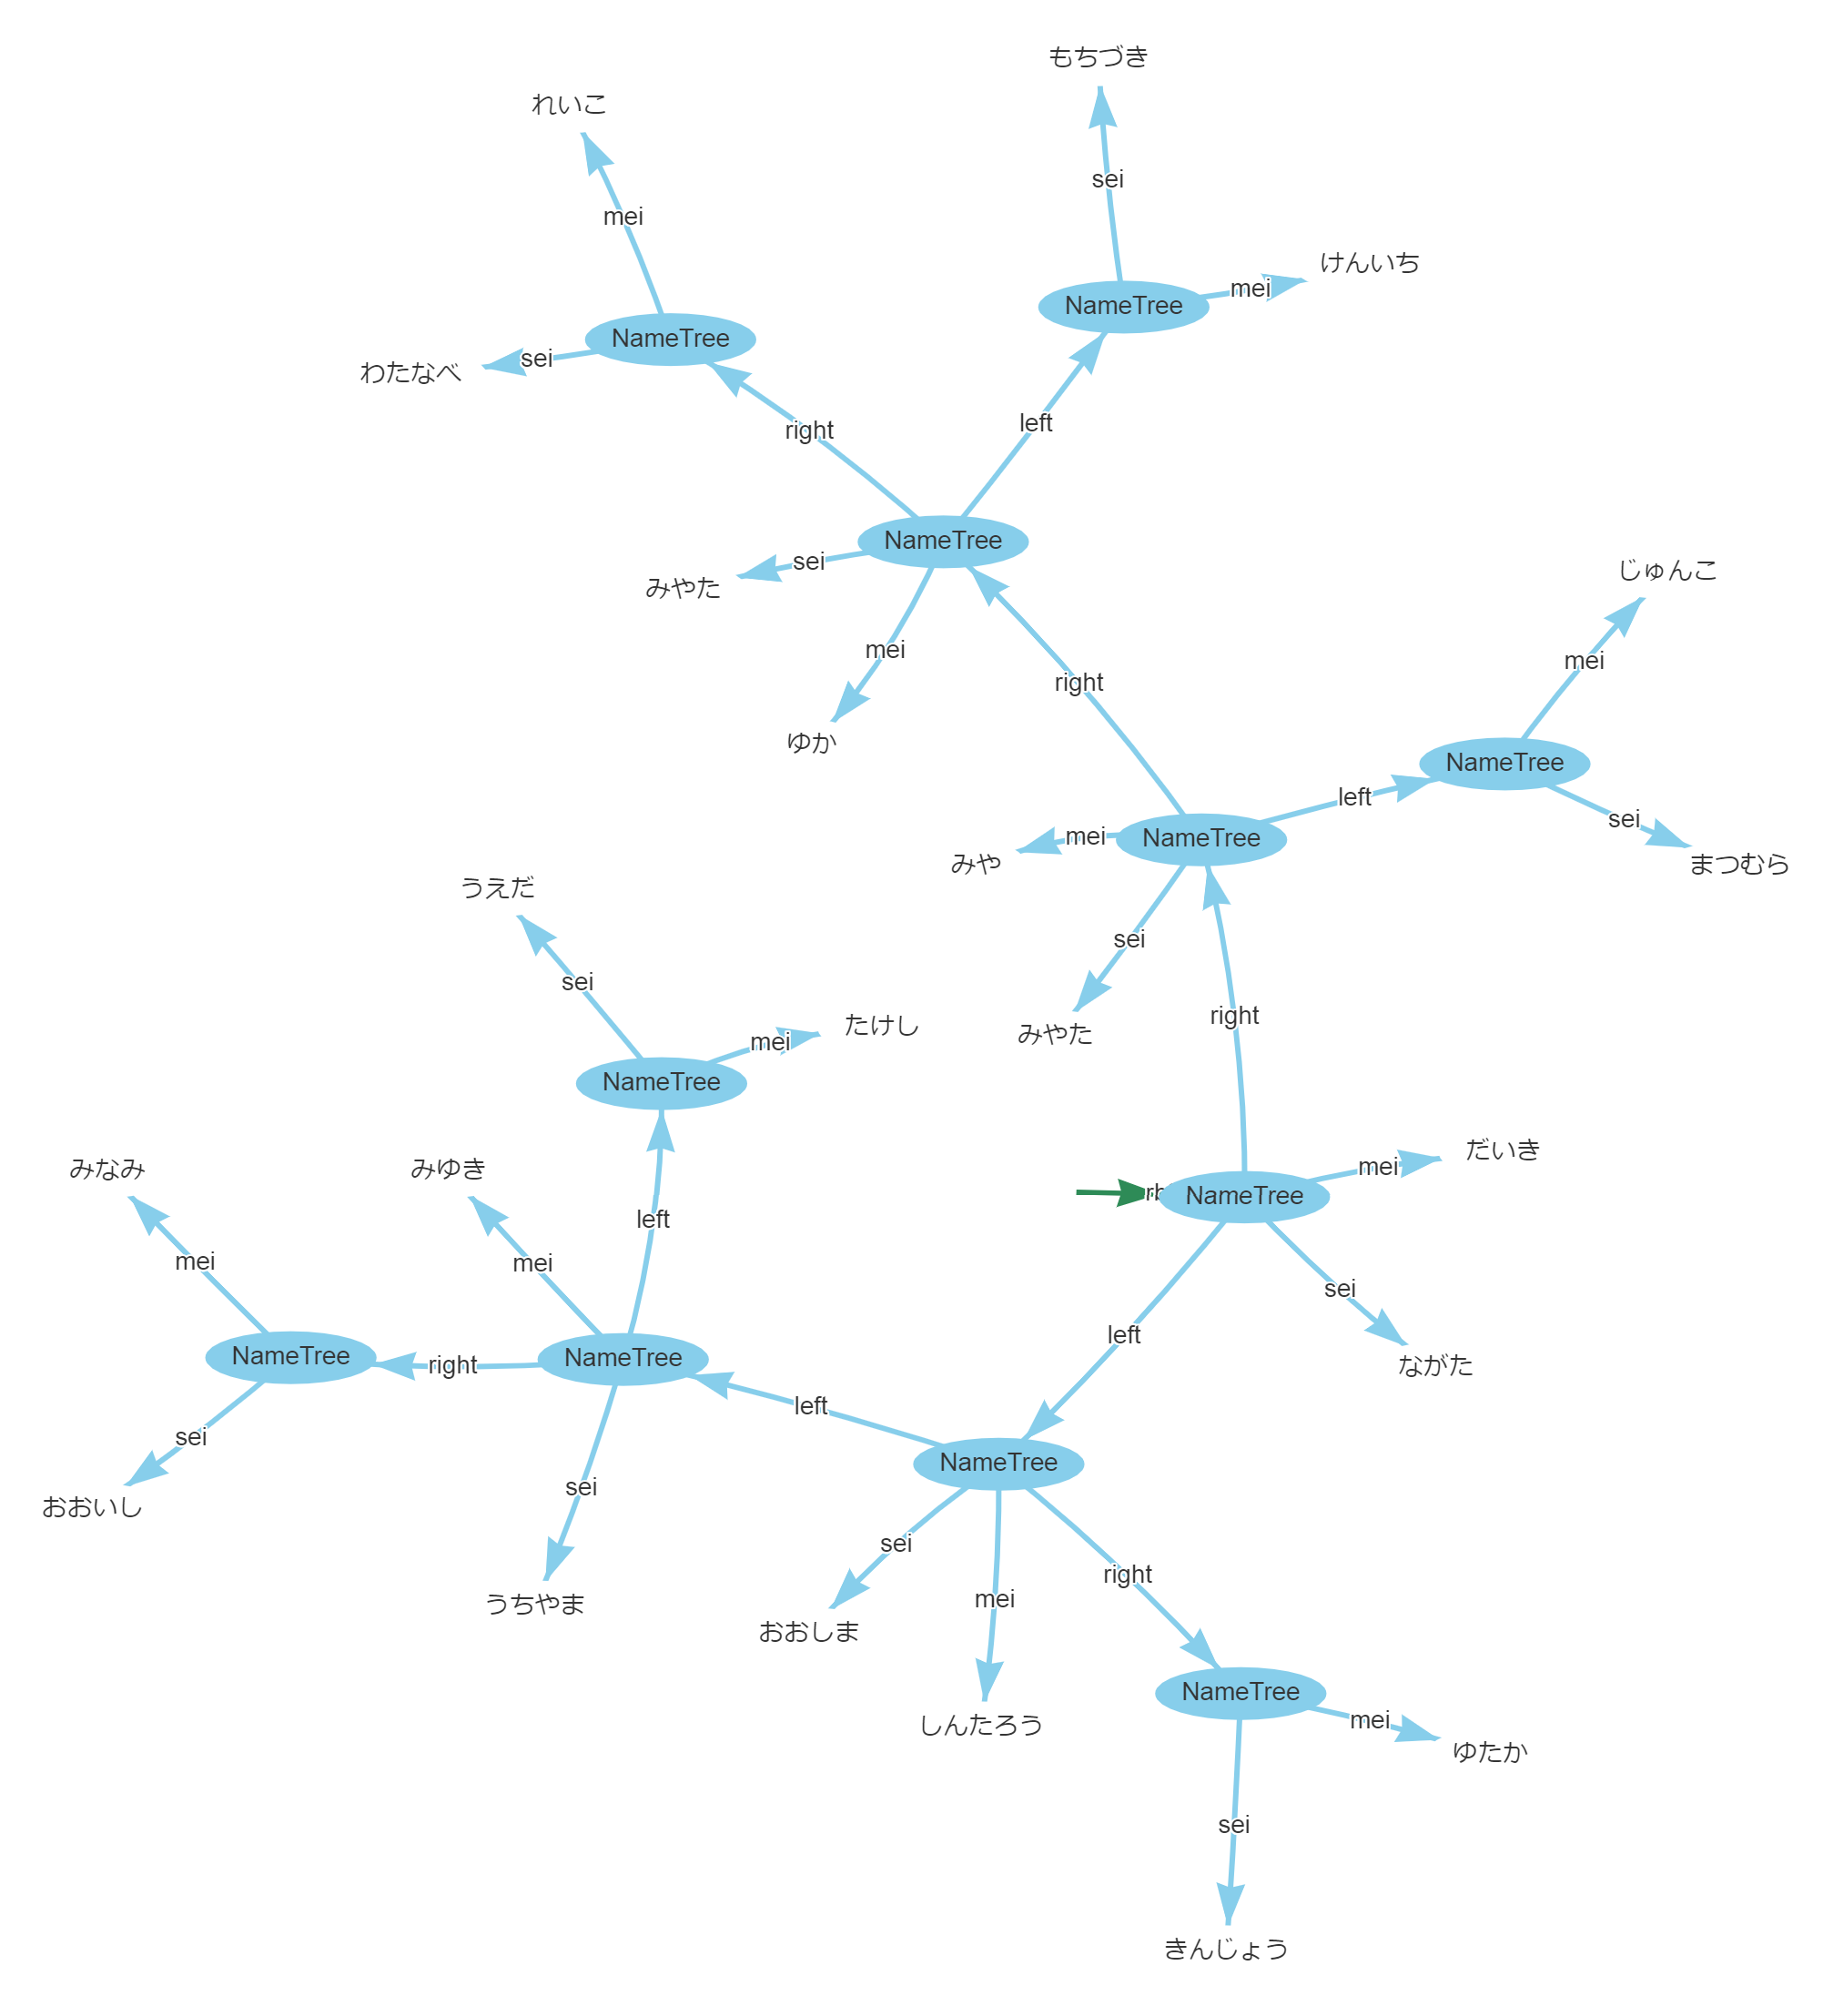 もちづき
れいこ
sei
mei
けんいち
mei
NameTree
NameTree
sei
わたなべ
left
right
NameTree
sei
みやた
じゅんこ
mei
mei
right
ゆか
NameTree
left
sei
mei
NameTree
みや
まつむら
うえだ
sei
sei
right
たけし
みやた
mei
NameTree
だいき
みなみ
みゆき
mei
NameTree
left
mei
mei
sei
left
NameTree
NameTree
right
ながた
left
sei
NameTree
sei
おおいし
sei
right
うちやま
mei
おおしま
NameTree
しんたろう
mei
ゆたか
sei
きんじょう